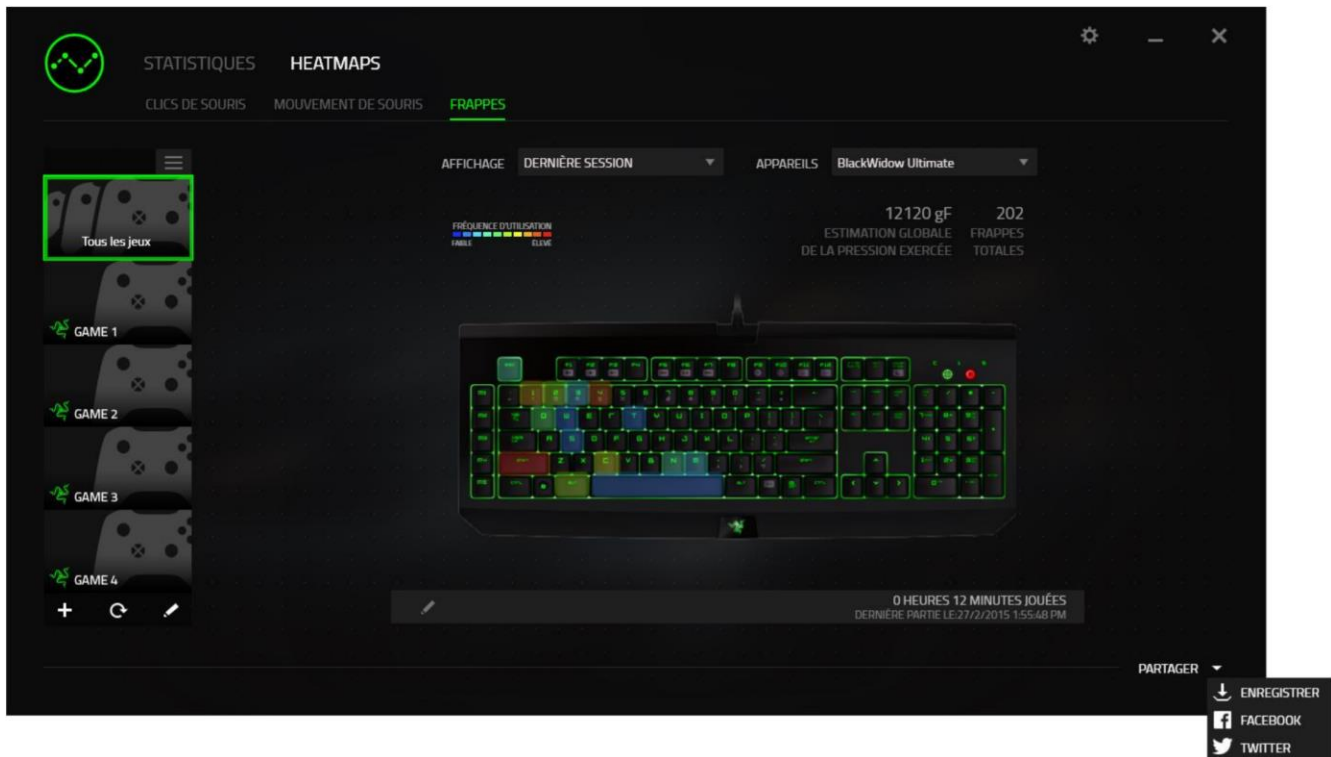 STATISTIQUES HEATMAPS
CLICS DE SOURIS MOUVEMENT DE SOURIS FRAPPES
AFFICHAGE DERNIÈRE SESSION APPAREILS BlackWidow Ultimate
Tous les jeux
GAME 1
GAME 2
GAME 3
GAME 4
FRÉQUENCE D'UTILISATION
FAIBLE ÉLEVÉ
12120 gF 202
ESTIMATION GLOBALE FRAPPES
DE LA PRESSION EXERCÉE TOTALES
0 HEURES 12 MINUTES JOUÉES
DERNIÈRE PARTIE LE:27/2/2015 1:55:48 PM
PARTAGER
ENREGISTRER
FACEBOOK
TWITTER